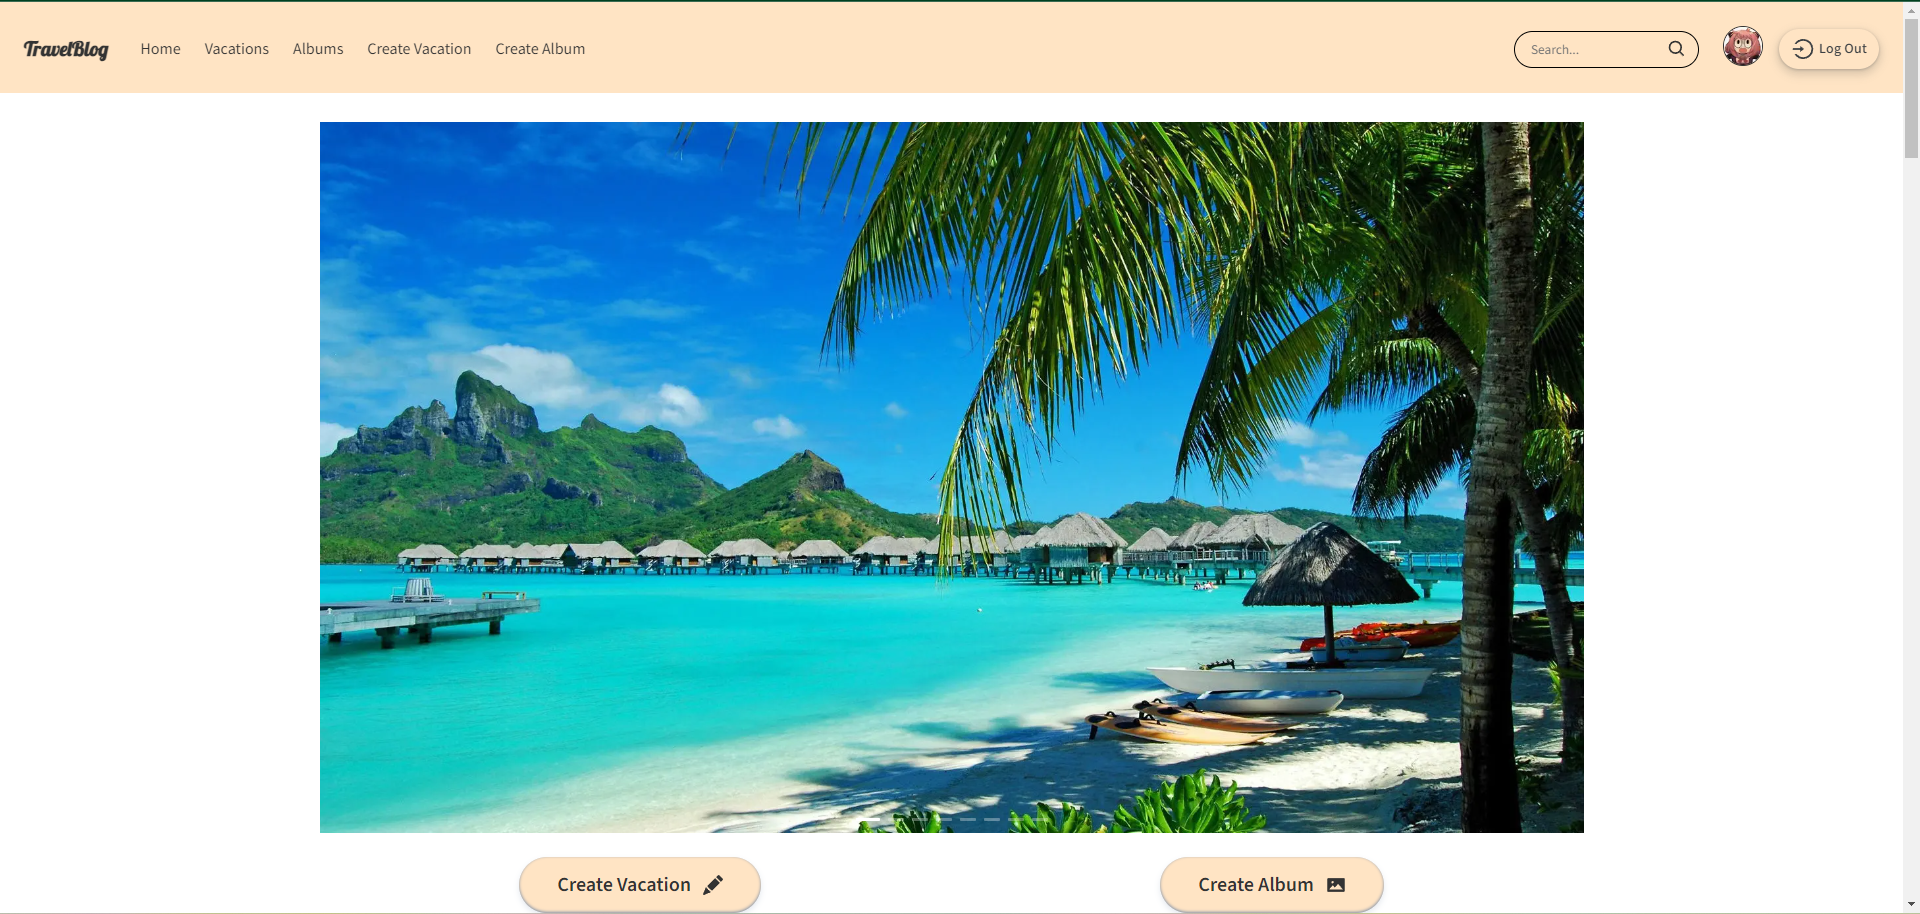 TravelBlog
Home
Vacations
Albums
Create Vacation
Create Album
Search...
Log Out
Create Vacation
Create Album